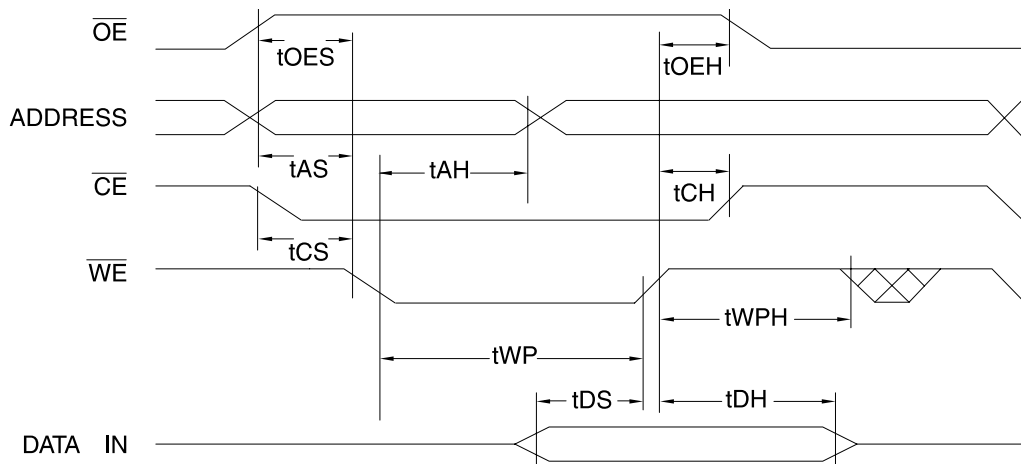 OE
tOES
tOEH
ADDRESS
tAS
tAH
CE
tCH
tCS
WE
tWPH
tWP
tDS
tDH
DATA IN